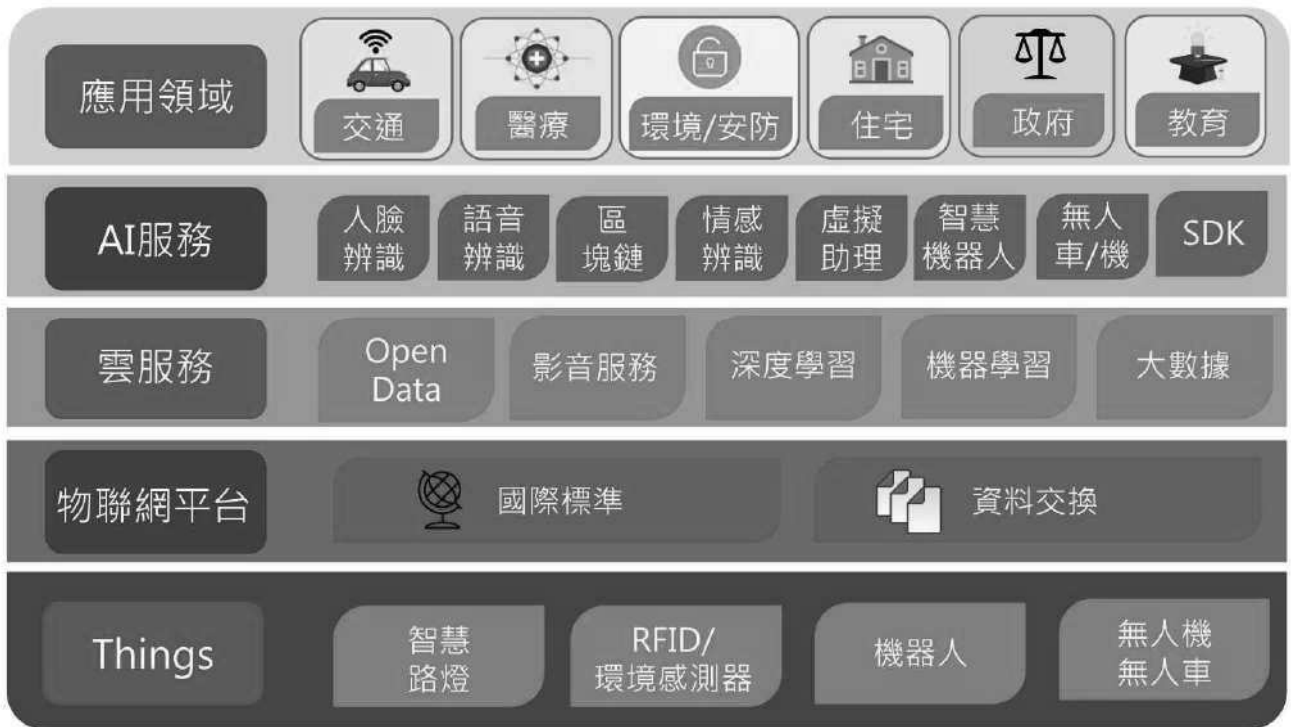 應用領域
交通
醫療
環境/安防
住宅
政府
教育
AI服務
人臉
辨識
語音
辨識
區
塊鏈
情感
辨識
虛擬
助理
智慧
機器人
無人
車/機
SDK
雲服務
Open
Data
影音服務
深度學習
機器學習
大數據
物聯網平台
國際標準
資料交換
Things
智慧
路燈
RFID/
環境感測器
機器人
無人機
無人車